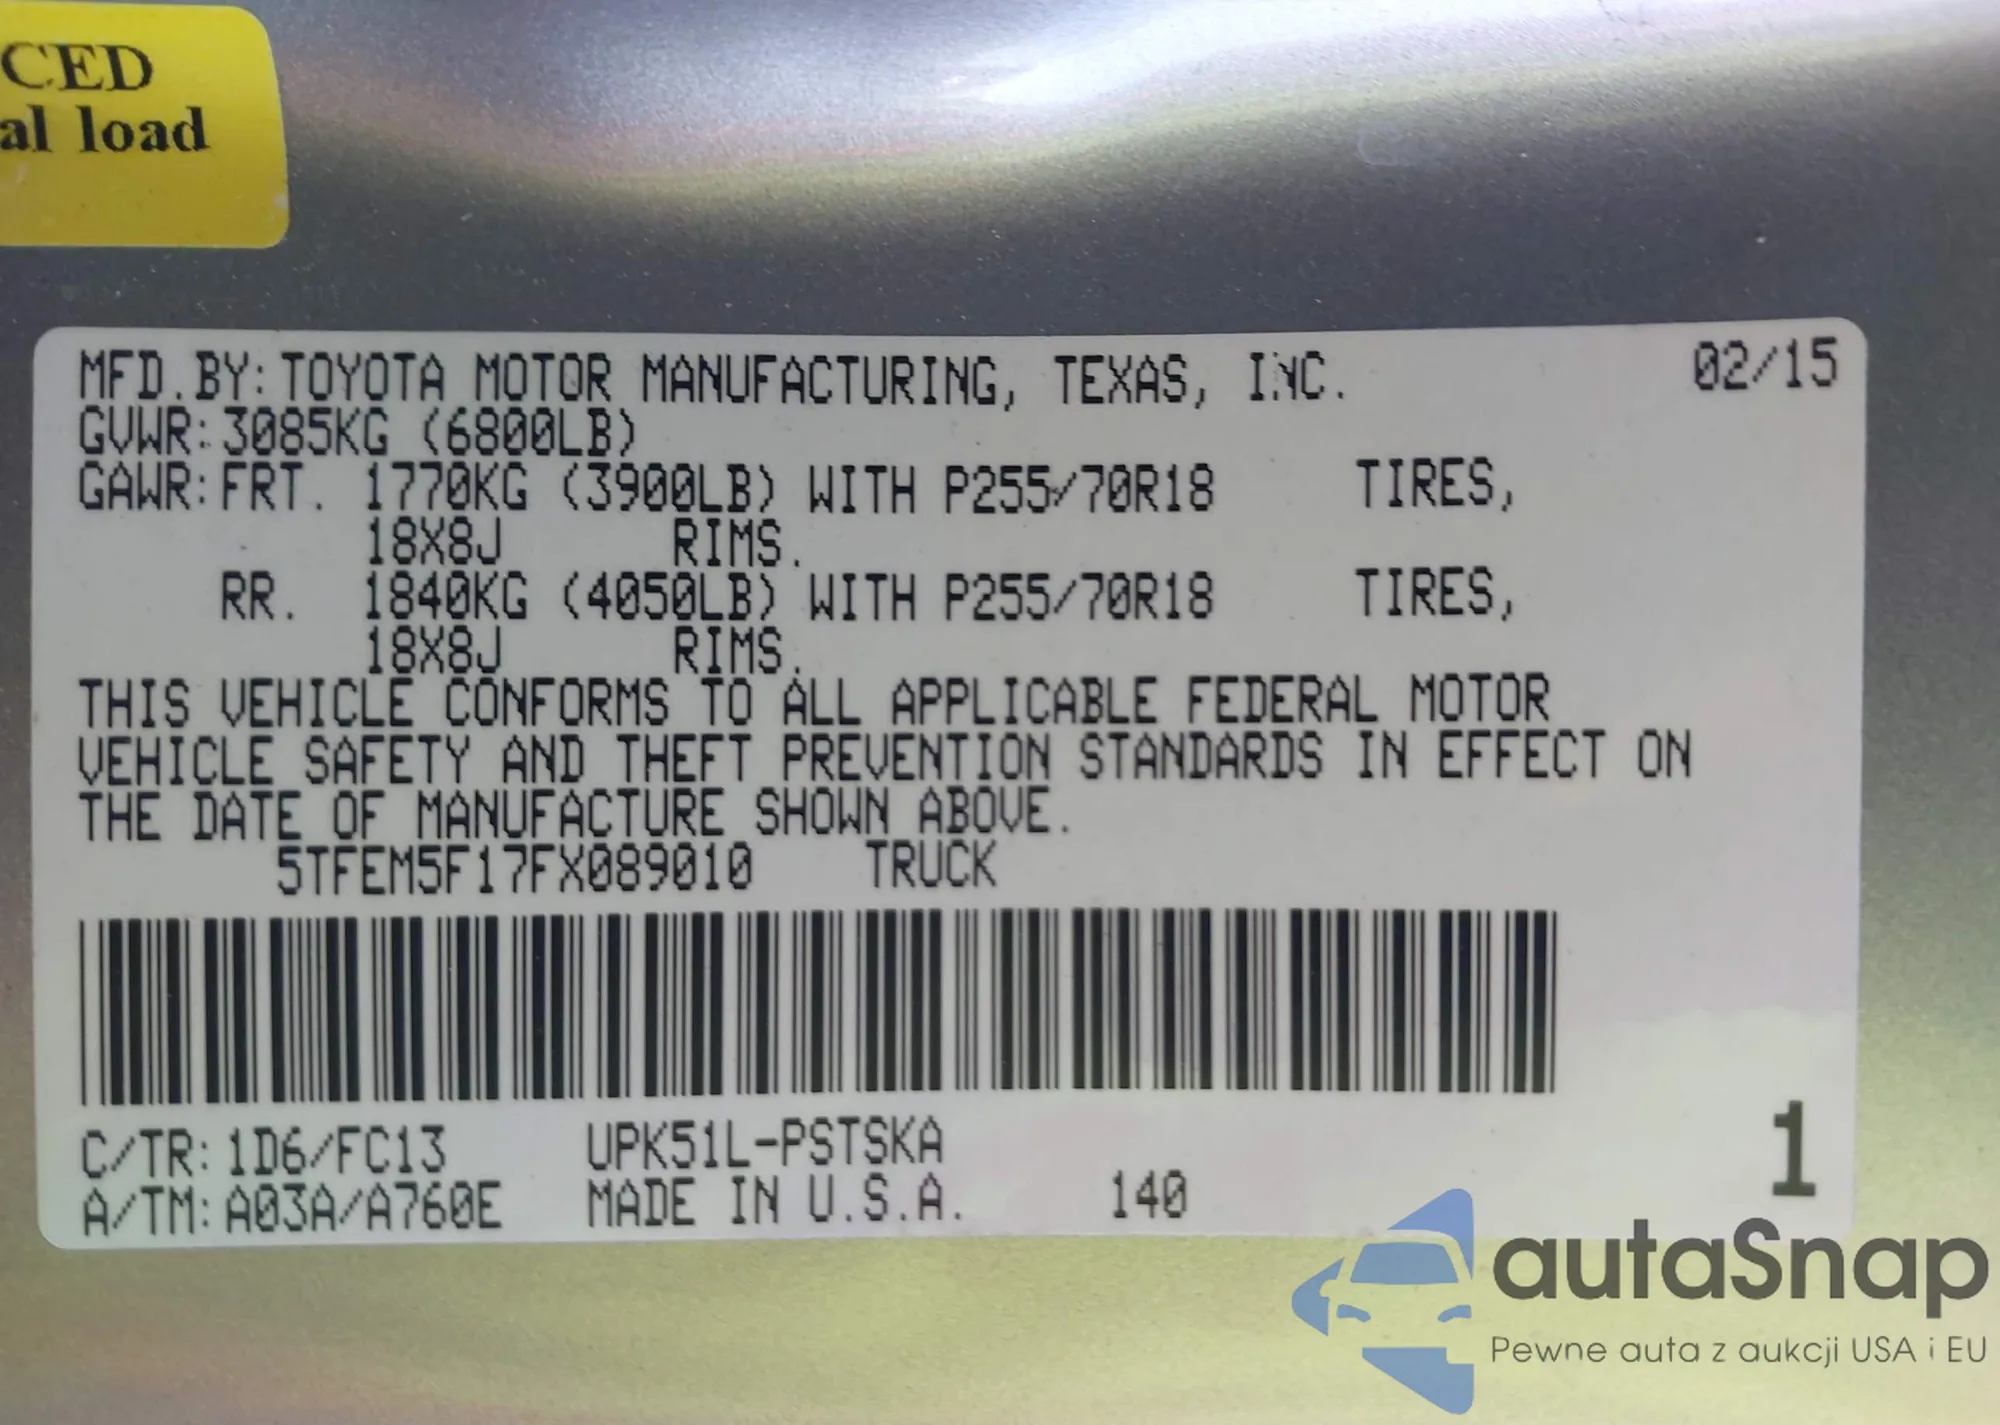 CED
al load
MFD.BY: TOYOTA MOTOR MANUFACTURING, TEXAS, INC. 02/15
GVWR: 3085KG (6800LB)
GAWR: FRT. 1770KG (3900LB) WITH P255/70R18 TIRES,
18X8J RIMS.
RR. 1840KG (4050LB) WITH P255/70R18 TIRES,
18X8J RIMS.
THIS VEHICLE CONFORMS TO ALL APPLICABLE FEDERAL MOTOR
VEHICLE SAFETY AND THEFT PREVENTION STANDARDS IN EFFECT ON
THE DATE OF MANUFACTURE SHOWN ABOVE.
5TFEM5F17FX089010 TRUCK
C/TR: 1D6/FC13 UPK51L-PSTSKA
A/TM: A03A/A760E MADE IN U.S.A. 140
1
autaSnap
Pewne auta z aukcji USA i EU